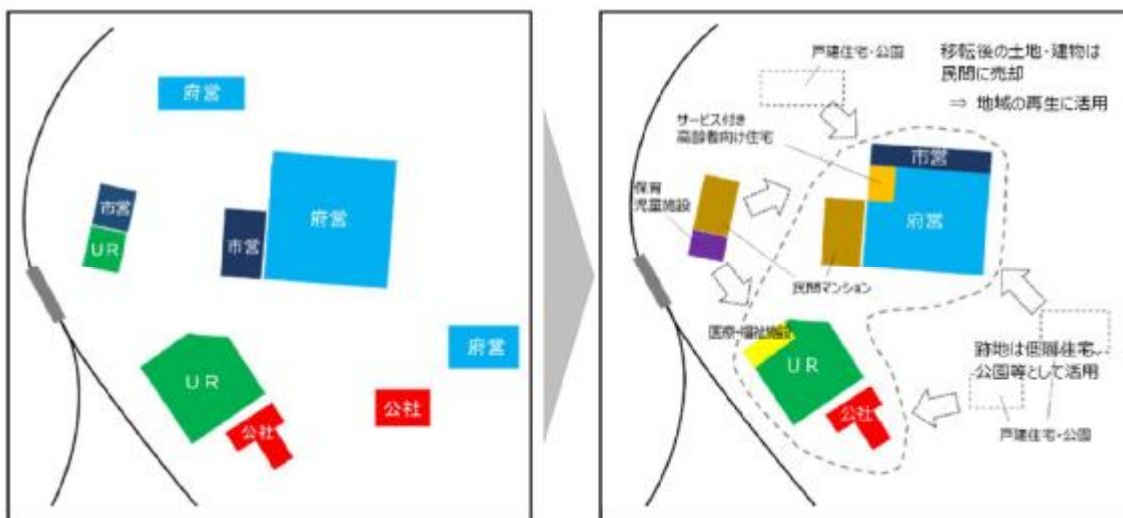 府営
市営
UR
市営
府営
UR
府営
公社
公社
戸建住宅・公園
移転後の土地・建物は
民間に売却
⇒ 地域の再生に活用
サービス付き
高齢者向け住宅
市営
保育
児童施設
府営
民間マンション
医療・福祉施設
UR
跡地は低層住宅、
公園等として活用
公社
戸建住宅・公園